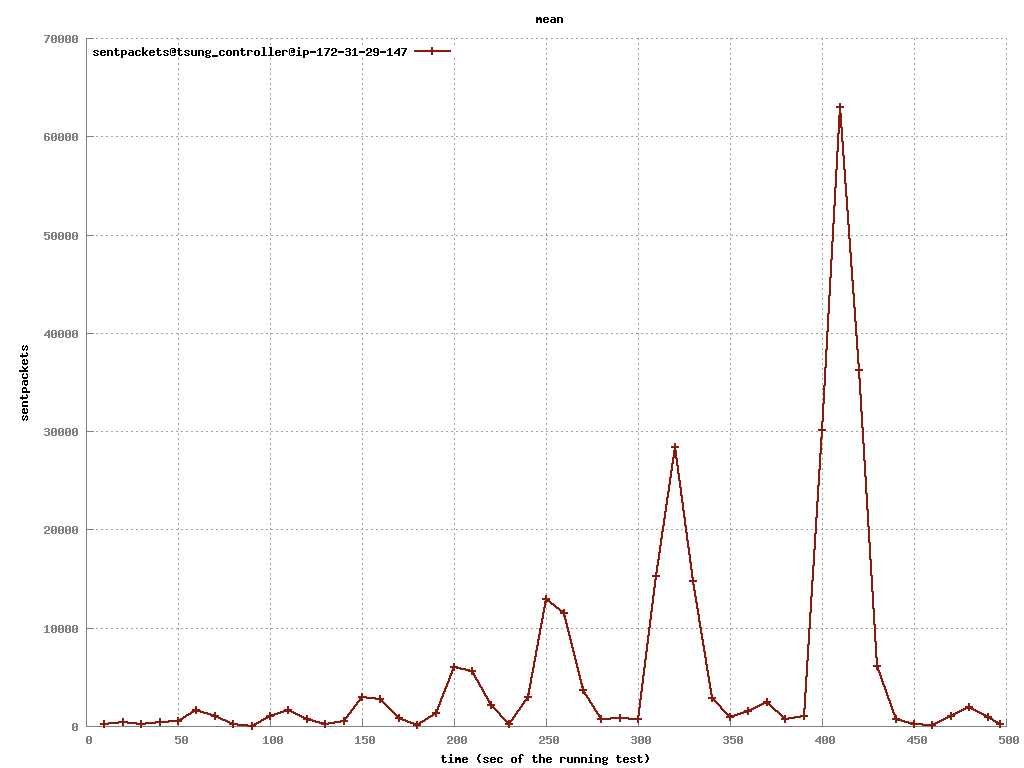 mean
70000
sentpackets@tsung_controller@ip-172-31-29-147
60000
50000
40000
sentpackets
30000
20000
10000
0
0 50 100 150 200 250 300 350 400 450 500
time (sec of the running test)